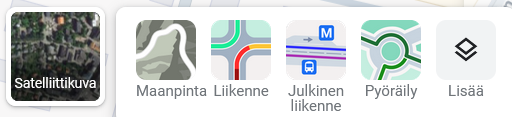 Satelliittikuva
Maanpinta
Liikenne
M
Julkinen
liikenne
Pyöräily
Lisää